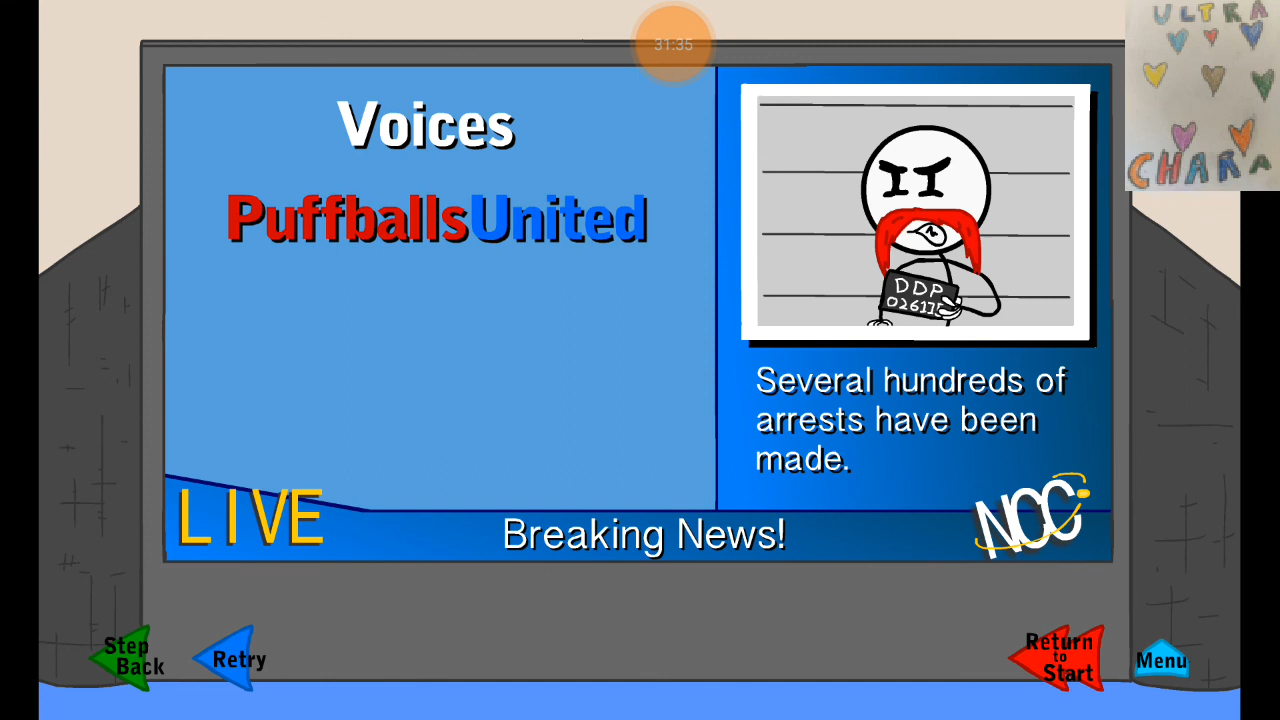 31:35
ULTRA
CHARA
Voices
PuffballsUnited
DDP
Several hundreds of
arrests have been
made.
LIVE
Breaking News!
NCC
Step
Back
Retry
Return
to
Start
Menu